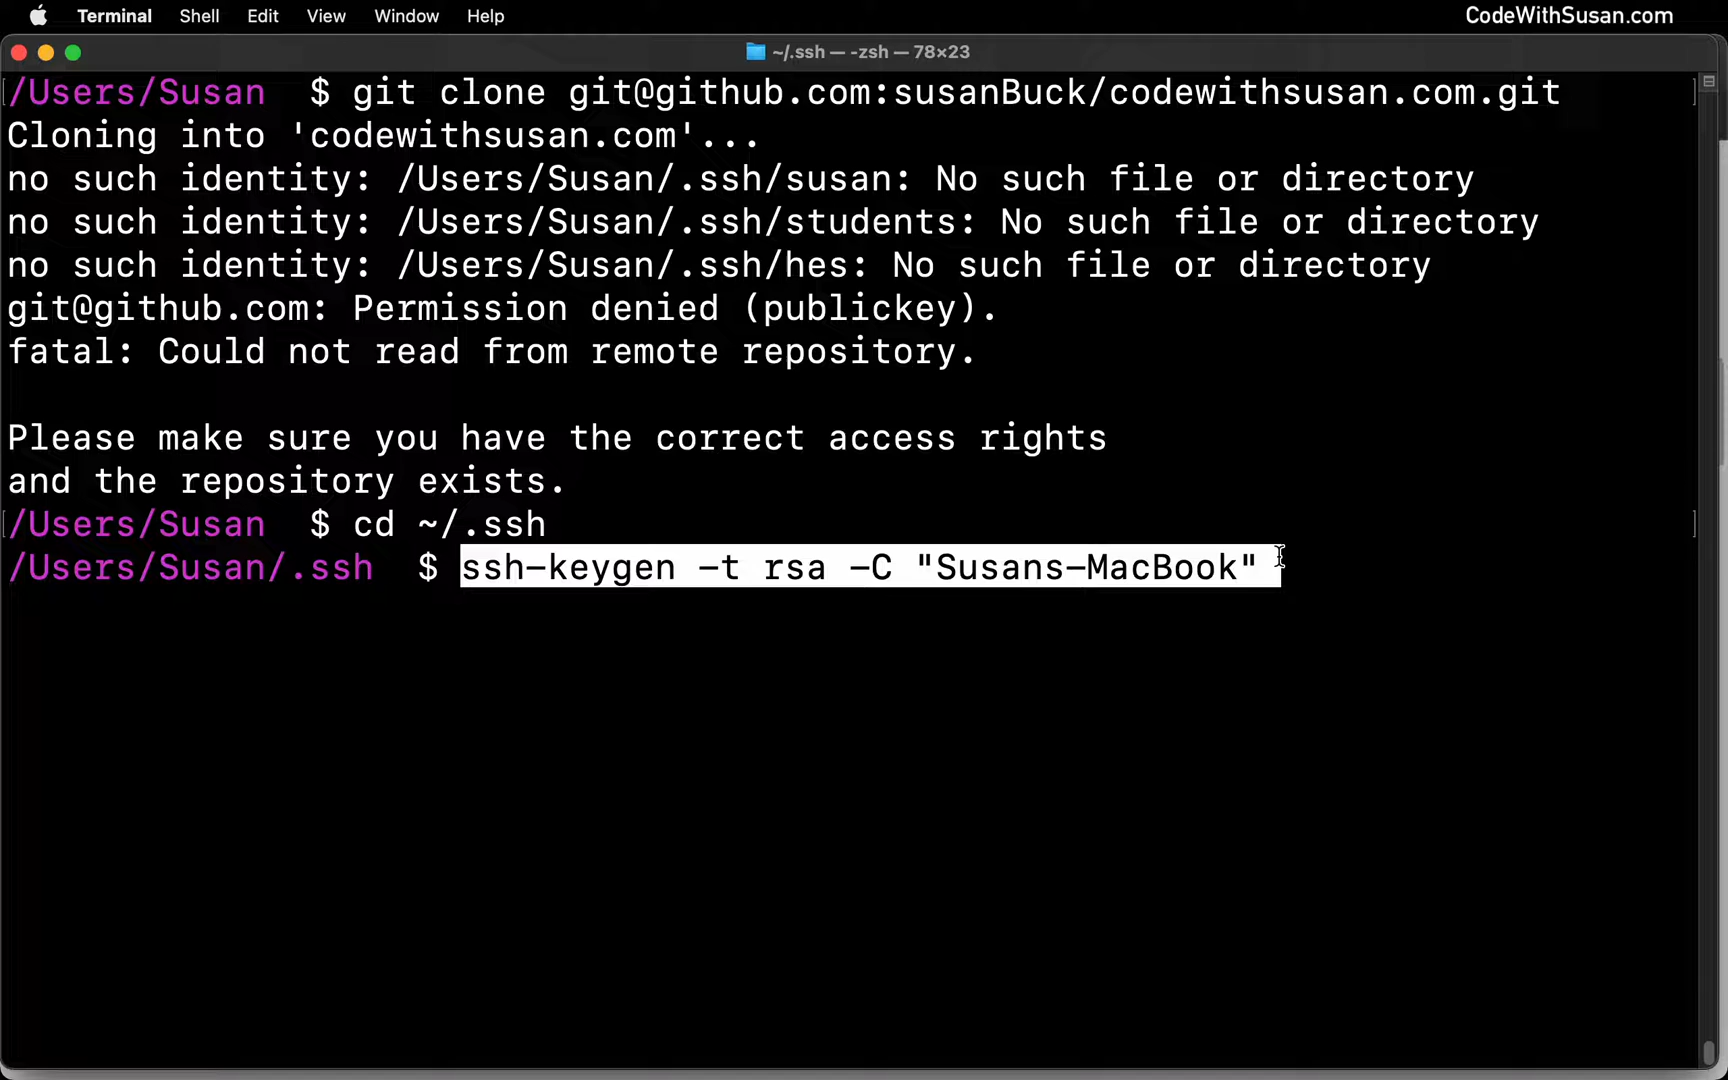 Terminal Shell Edit View Window Help CodeWithSusan.com
~/.ssh — -zsh — 78×23
/Users/Susan $ git clone git@github.com:susanBuck/codewithsusan.com.git
Cloning into 'codewithsusan.com'...
no such identity: /Users/Susan/.ssh/susan: No such file or directory
no such identity: /Users/Susan/.ssh/students: No such file or directory
no such identity: /Users/Susan/.ssh/hes: No such file or directory
git@github.com: Permission denied (publickey).
fatal: Could not read from remote repository.
Please make sure you have the correct access rights
and the repository exists.
/Users/Susan $ cd ~/.ssh
/Users/Susan/.ssh $ ssh-keygen -t rsa -C "Susans-MacBook"